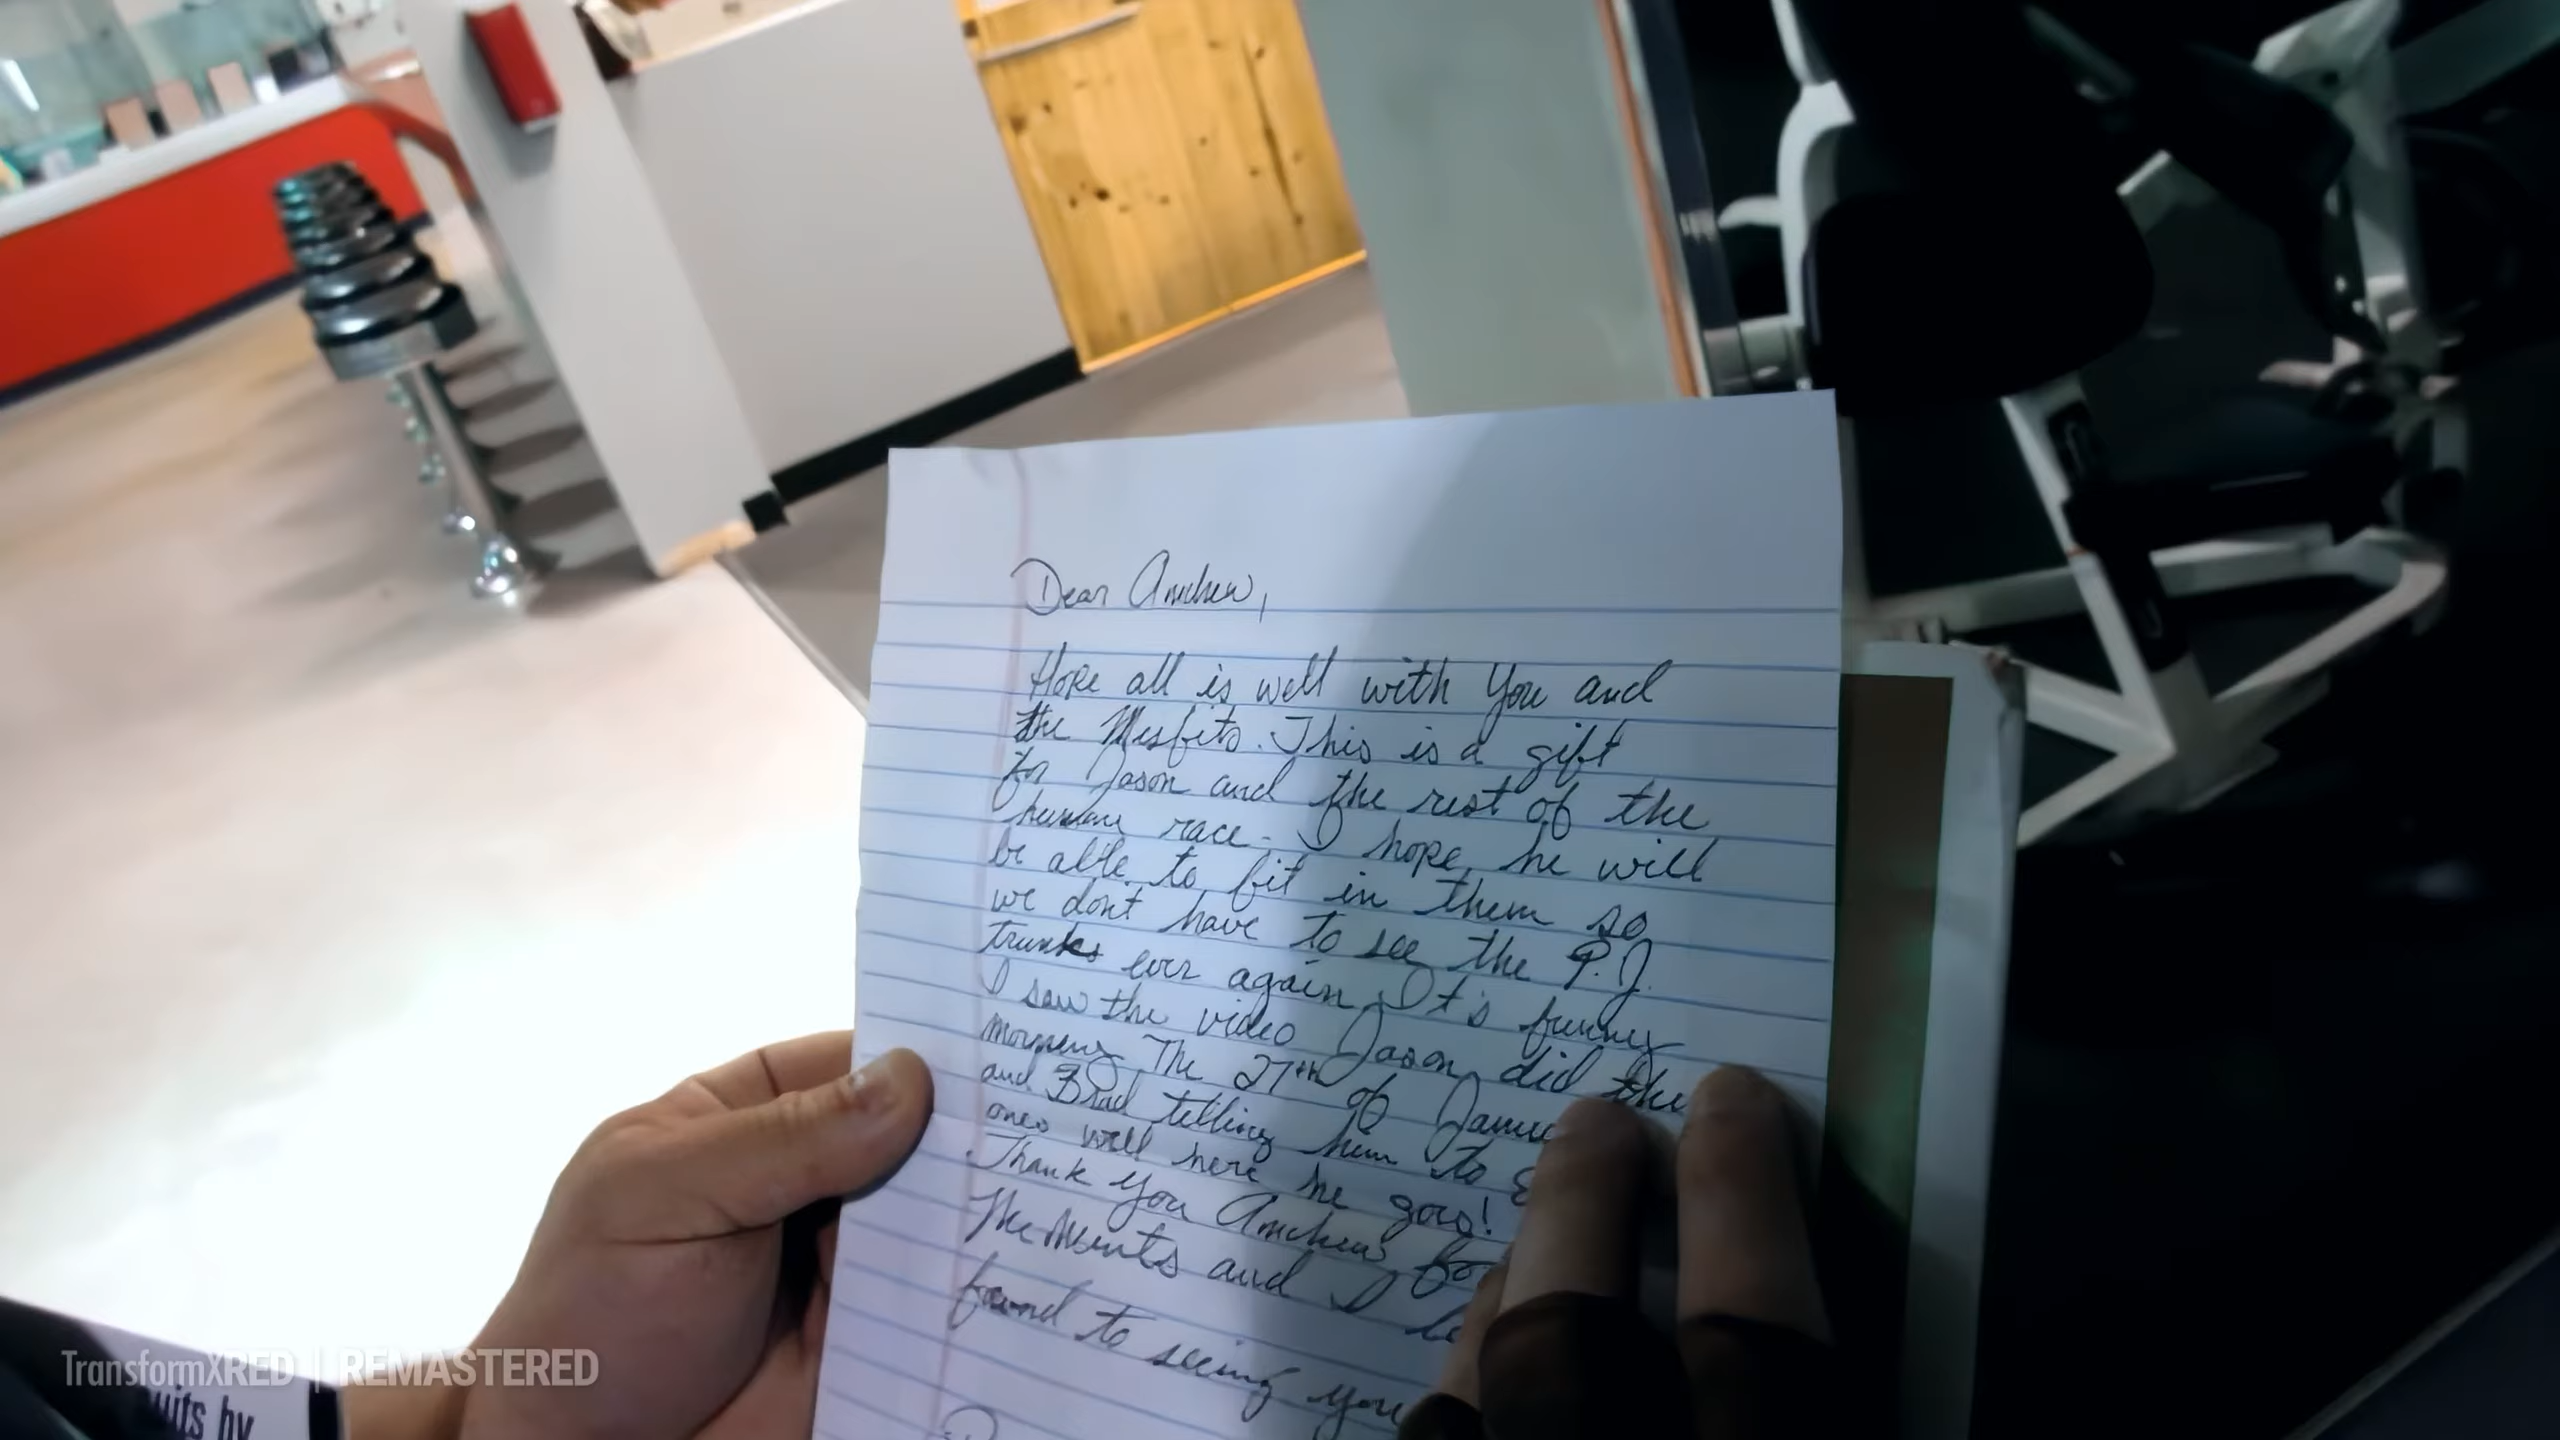 Dear Andrew,
Hope all is well with You and
the Misfits. This is a gift
for Jason and the rest of the
human race. I hope he will
be able to fit in them so
we dont have to see the P.J.
trunks ever again. It's funny
I saw the video Jason did the
morning The 27th of
and Brad telling him to
ones well here he goes!
Thank you Andrew
The and I
to seeing you
TransformXRED | REMASTERED
by